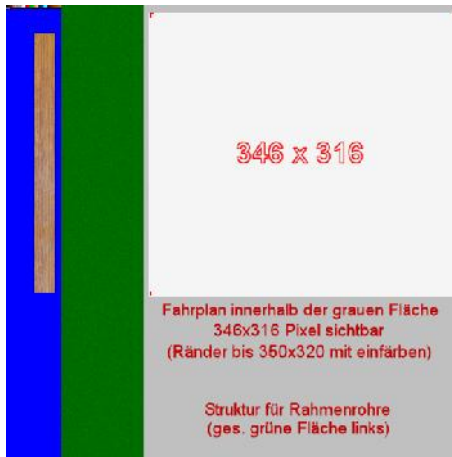 346 x 316
Fahrplan innerhalb der grauen Fläche
346x316 Pixel sichtbar
(Ränder bis 350x320 mit einfärben)
Struktur für Rahmenrohre
(ges. grüne Fläche links)